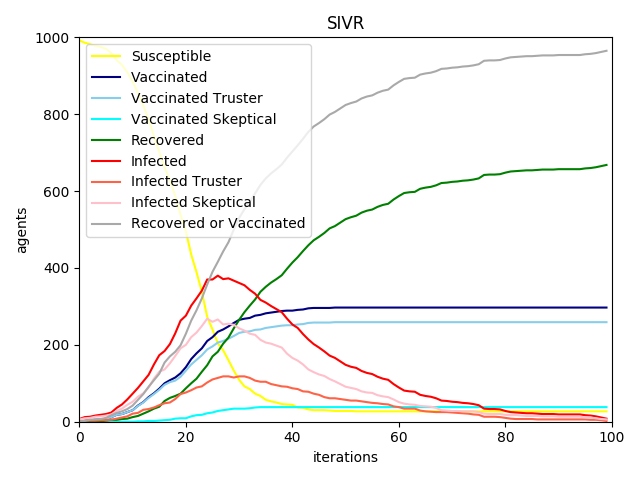 SIVR
1000
800
600
400
200
0
agents
Susceptible
Vaccinated
Vaccinated Truster
Vaccinated Skeptical
Recovered
Infected
Infected Truster
Infected Skeptical
Recovered or Vaccinated
0 20 40 60 80 100
iterations